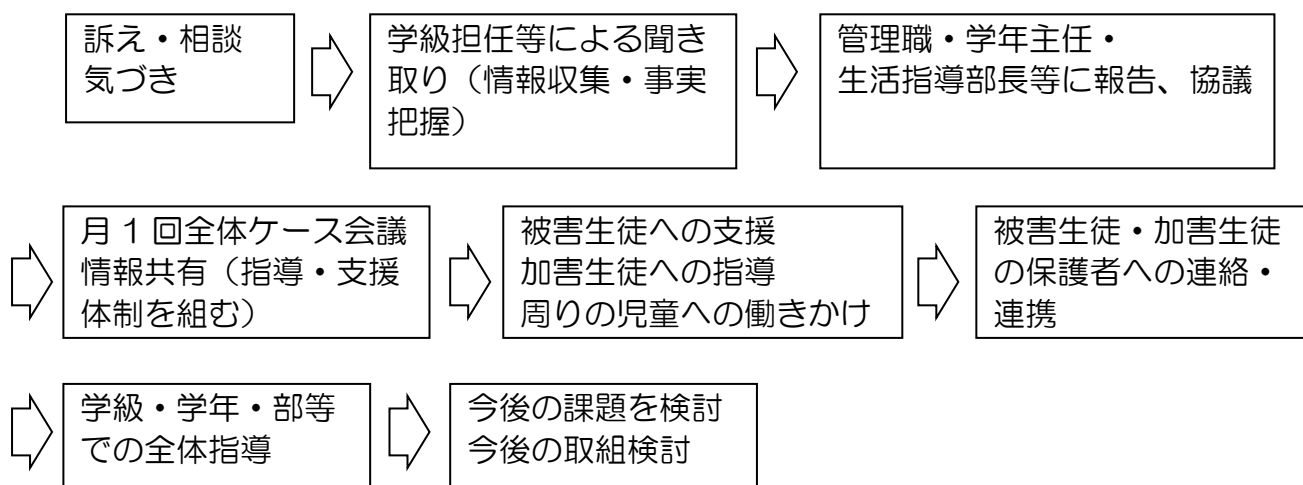 訴え・相談
気づき
学級担任等による聞き
取り（情報収集・事実
把握）
管理職・学年主任・
生活指導部長等に報告、協議
月 1 回全体ケース会議
情報共有（指導・支援
体制を組む）
被害生徒への支援
加害生徒への指導
周りの児童への働きかけ
被害生徒・加害生徒
の保護者への連絡・
連携
学級・学年・部等
での全体指導
今後の課題を検討
今後の取組検討